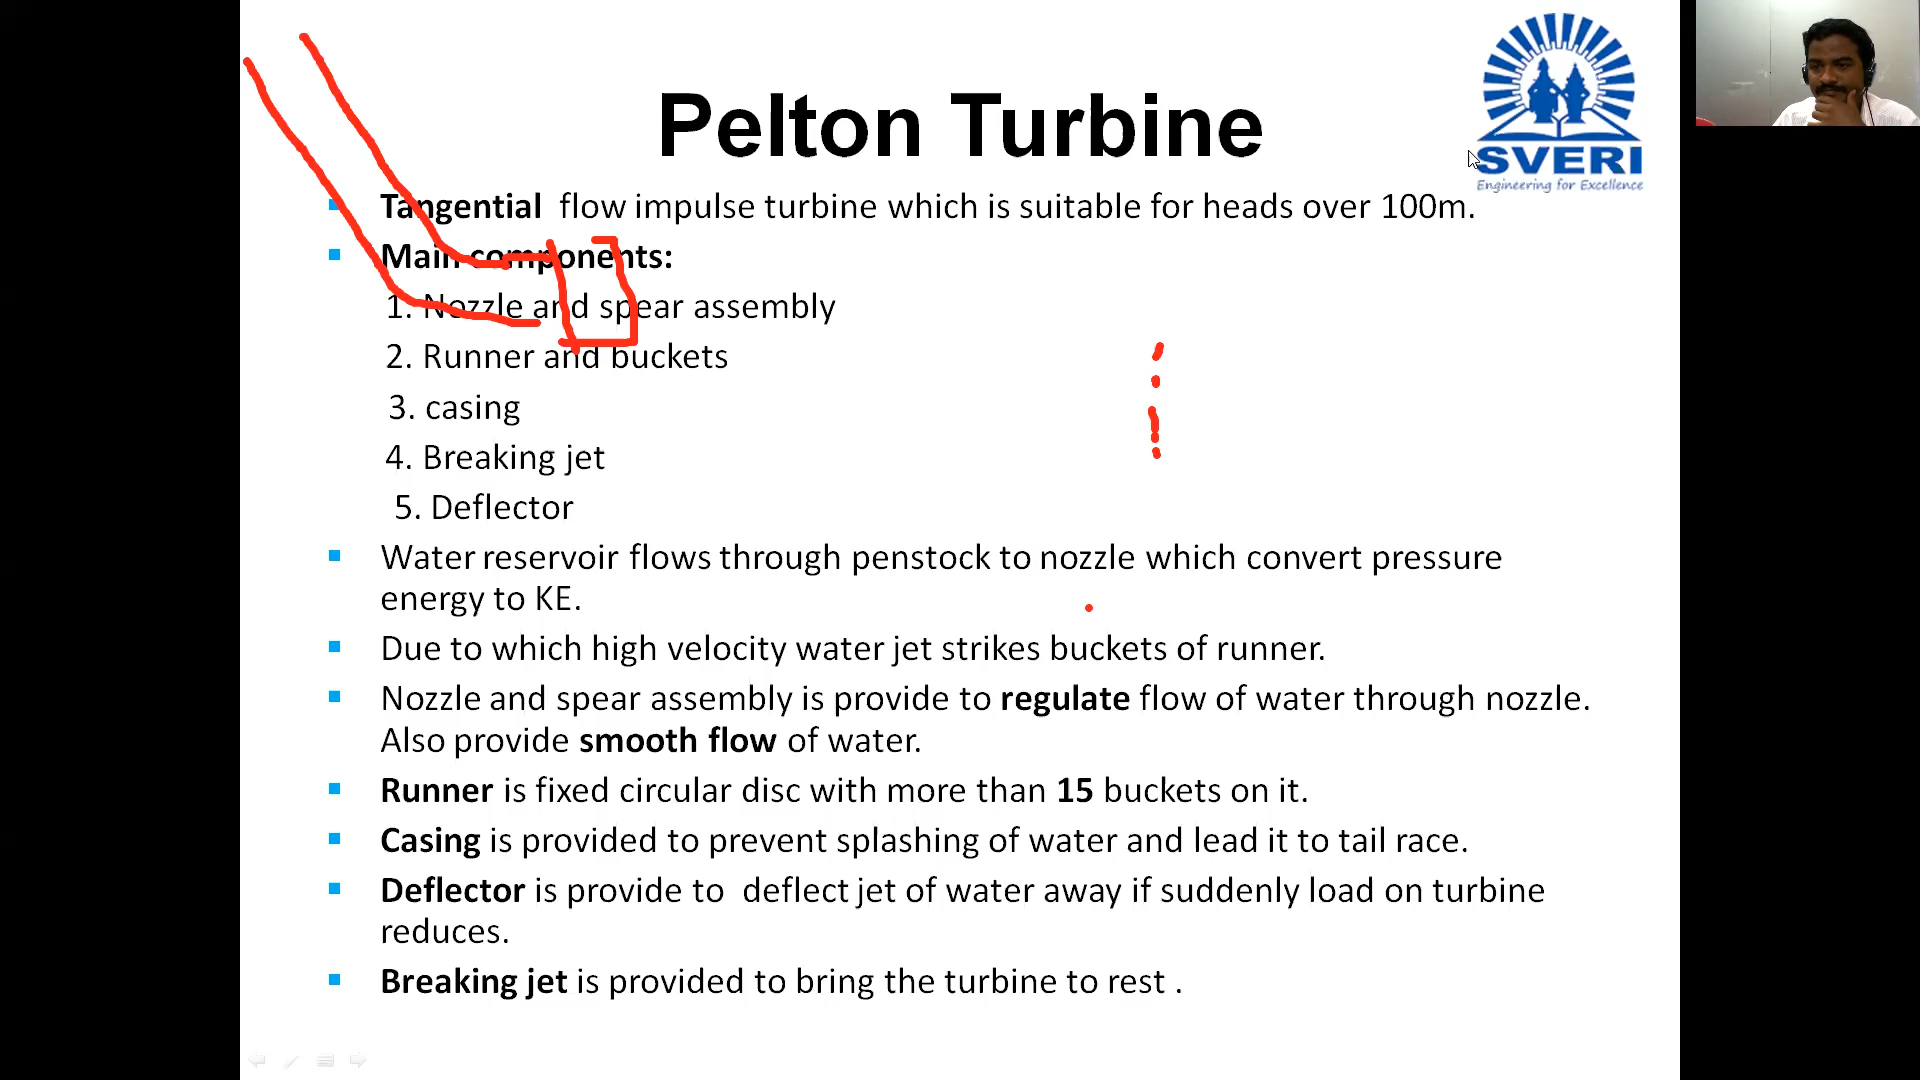 Pelton Turbine
SVERI
Engineering for Excellence
Tangential flow impulse turbine which is suitable for heads over 100m.
Main components:
1. Nozzle and spear assembly
2. Runner and buckets
3. casing
4. Breaking jet
5. Deflector
Water reservoir flows through penstock to nozzle which convert pressure
energy to KE.
Due to which high velocity water jet strikes buckets of runner.
Nozzle and spear assembly is provide to regulate flow of water through nozzle.
Also provide smooth flow of water.
Runner is fixed circular disc with more than 15 buckets on it.
Casing is provided to prevent splashing of water and lead it to tail race.
Deflector is provide to deflect jet of water away if suddenly load on turbine
reduces.
Breaking jet is provided to bring the turbine to rest .